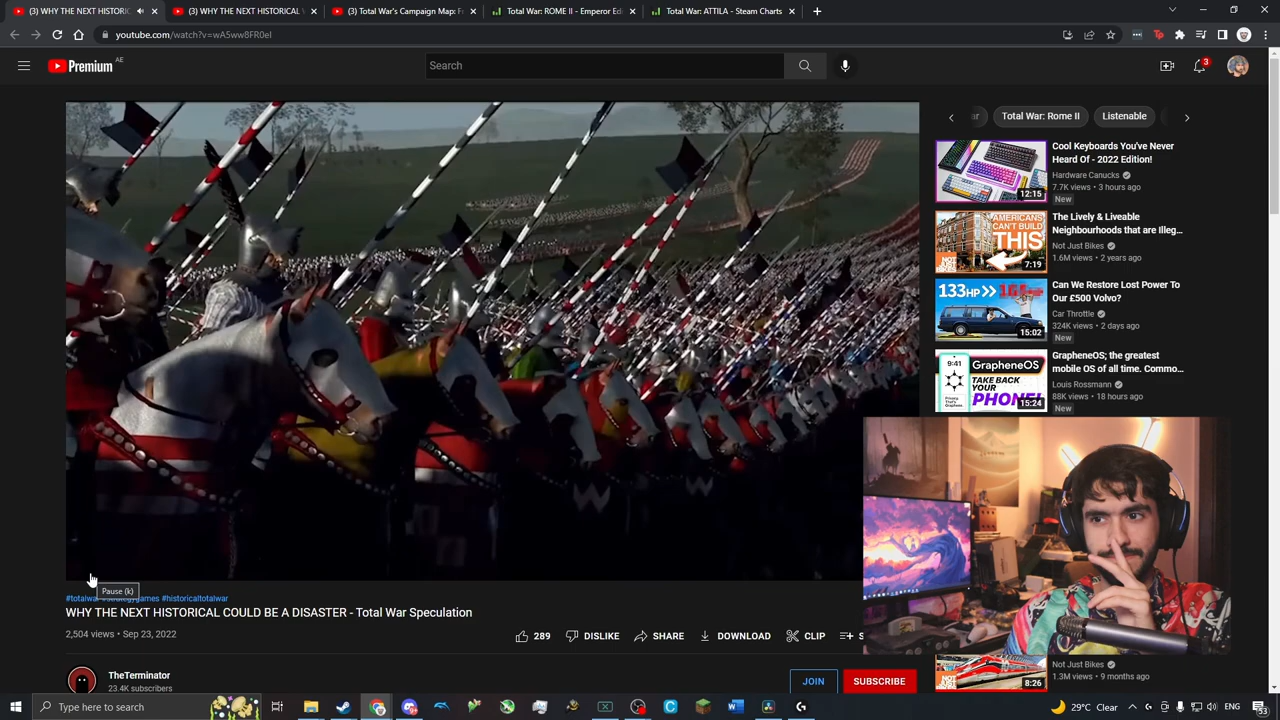 (3) WHY THE NEXT HISTORIC
(3) WHY THE NEXT HISTORICAL
(3) Total War's Campaign Map F
Total War: ROME II - Emperor Ed
Total War: ATTILA - Steam Charts
youtube.com/watch?v=wA5ww8FR0eI
Premium AE
Search
3
Total War: Rome II
Listenable
Cool Keyboards You've Never
Heard Of - 2022 Edition!
Hardware Canucks
7.7K views • 3 hours ago
New
12:15
The Lively & Liveable
Neighbourhoods that are Illeg...
Not Just Bikes
1.6M views • 2 years ago
AMERICANS
CAN'T BUILD
THIS
7:19
Can We Restore Lost Power To
Our £500 Volvo?
Car Throttle
324K views • 2 days ago
New
133HP >>
15:02
GrapheneOS; the greatest
mobile OS of all time. Commo...
Louis Rossmann
88K views • 18 hours ago
New
9:41
GrapheneOS
TAKE BACK
YOUR
PHONE!
15:24
Pause (k)
#totalwar #strategygames #historicaltotalwar
WHY THE NEXT HISTORICAL COULD BE A DISASTER - Total War Speculation
2,504 views • Sep 23, 2022
289
DISLIKE
SHARE
DOWNLOAD
CLIP
S
TheTerminator
23.4K subscribers
JOIN
SUBSCRIBE
Not Just Bikes
1.3M views • 9 months ago
8:26
Type here to search
29°C Clear
ENG